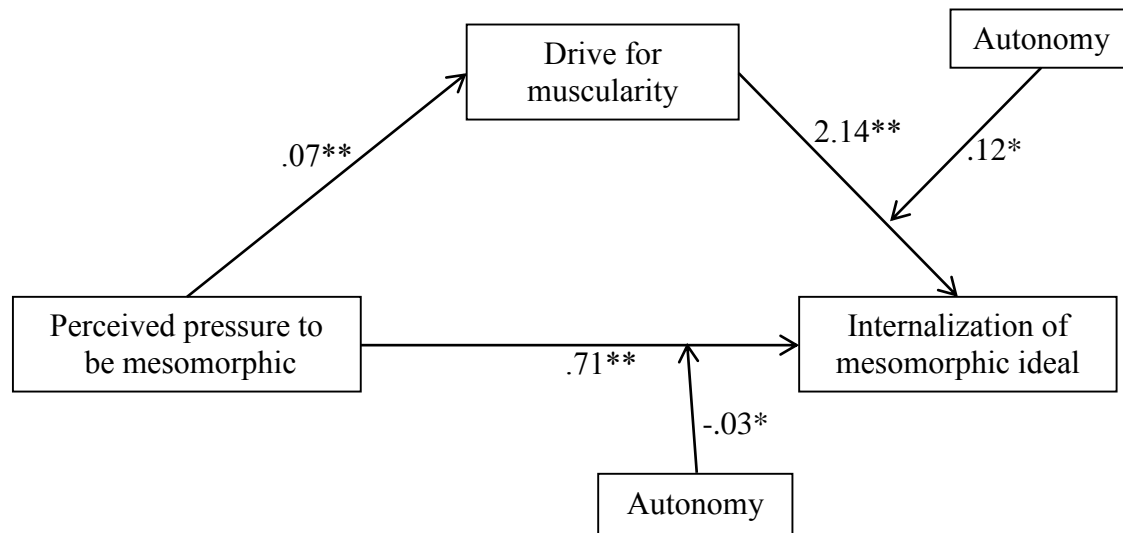 Autonomy
Drive for
muscularity
2.14**
.12*
.07**
Perceived pressure to
be mesomorphic
Internalization of
mesomorphic ideal
.71**
-.03*
Autonomy